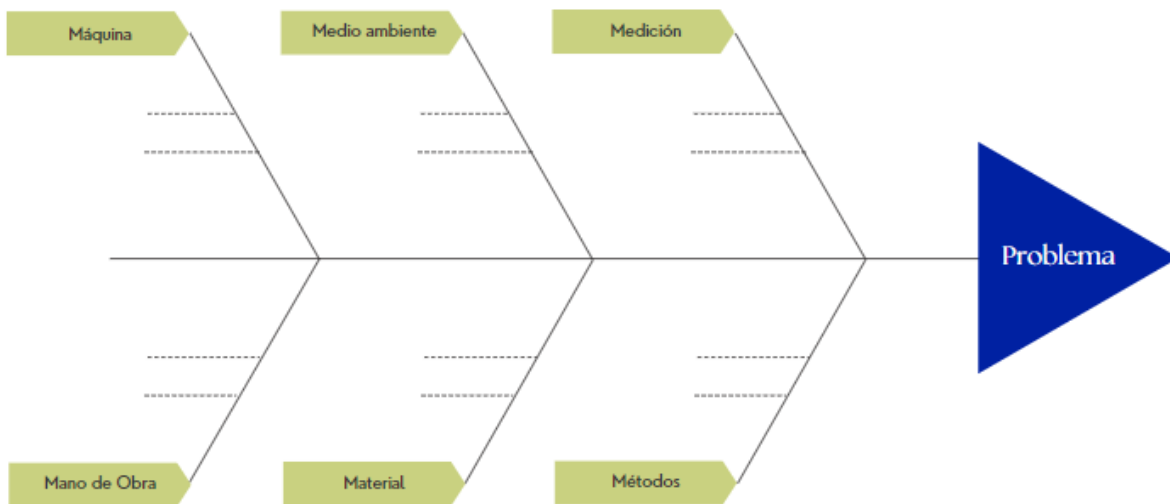 Máquina
Medio ambiente
Medición
Problema
Mano de Obra
Material
Métodos